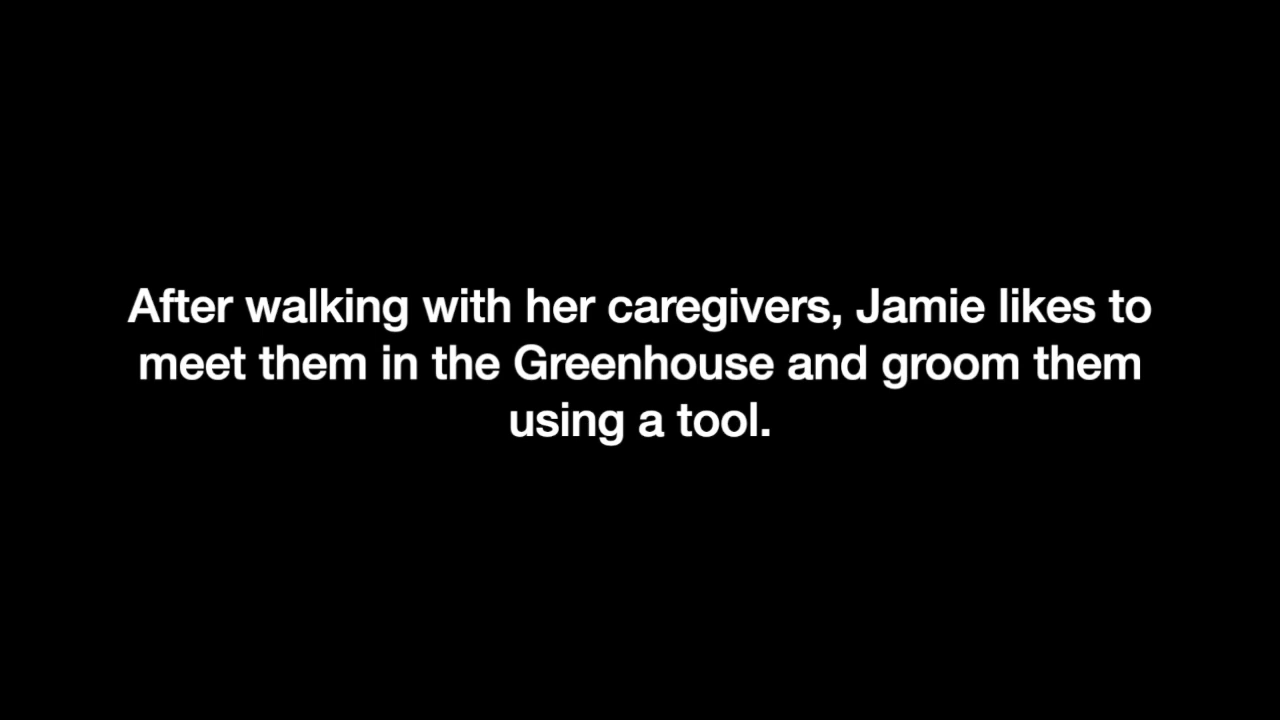 After walking with her caregivers, Jamie likes to
meet them in the Greenhouse and groom them
using a tool.